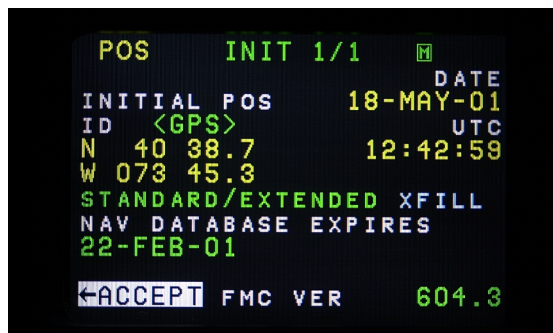 POS INIT 1/1 M
DATE
INITIAL POS 18-MAY-01
ID <GPS> UTC
N 40 38.7 12:42:59
W 073 45.3
STANDARD/EXTENDED XFILL
NAV DATABASE EXPIRES
22-FEB-01
←ACCEPT FMC VER 604.3